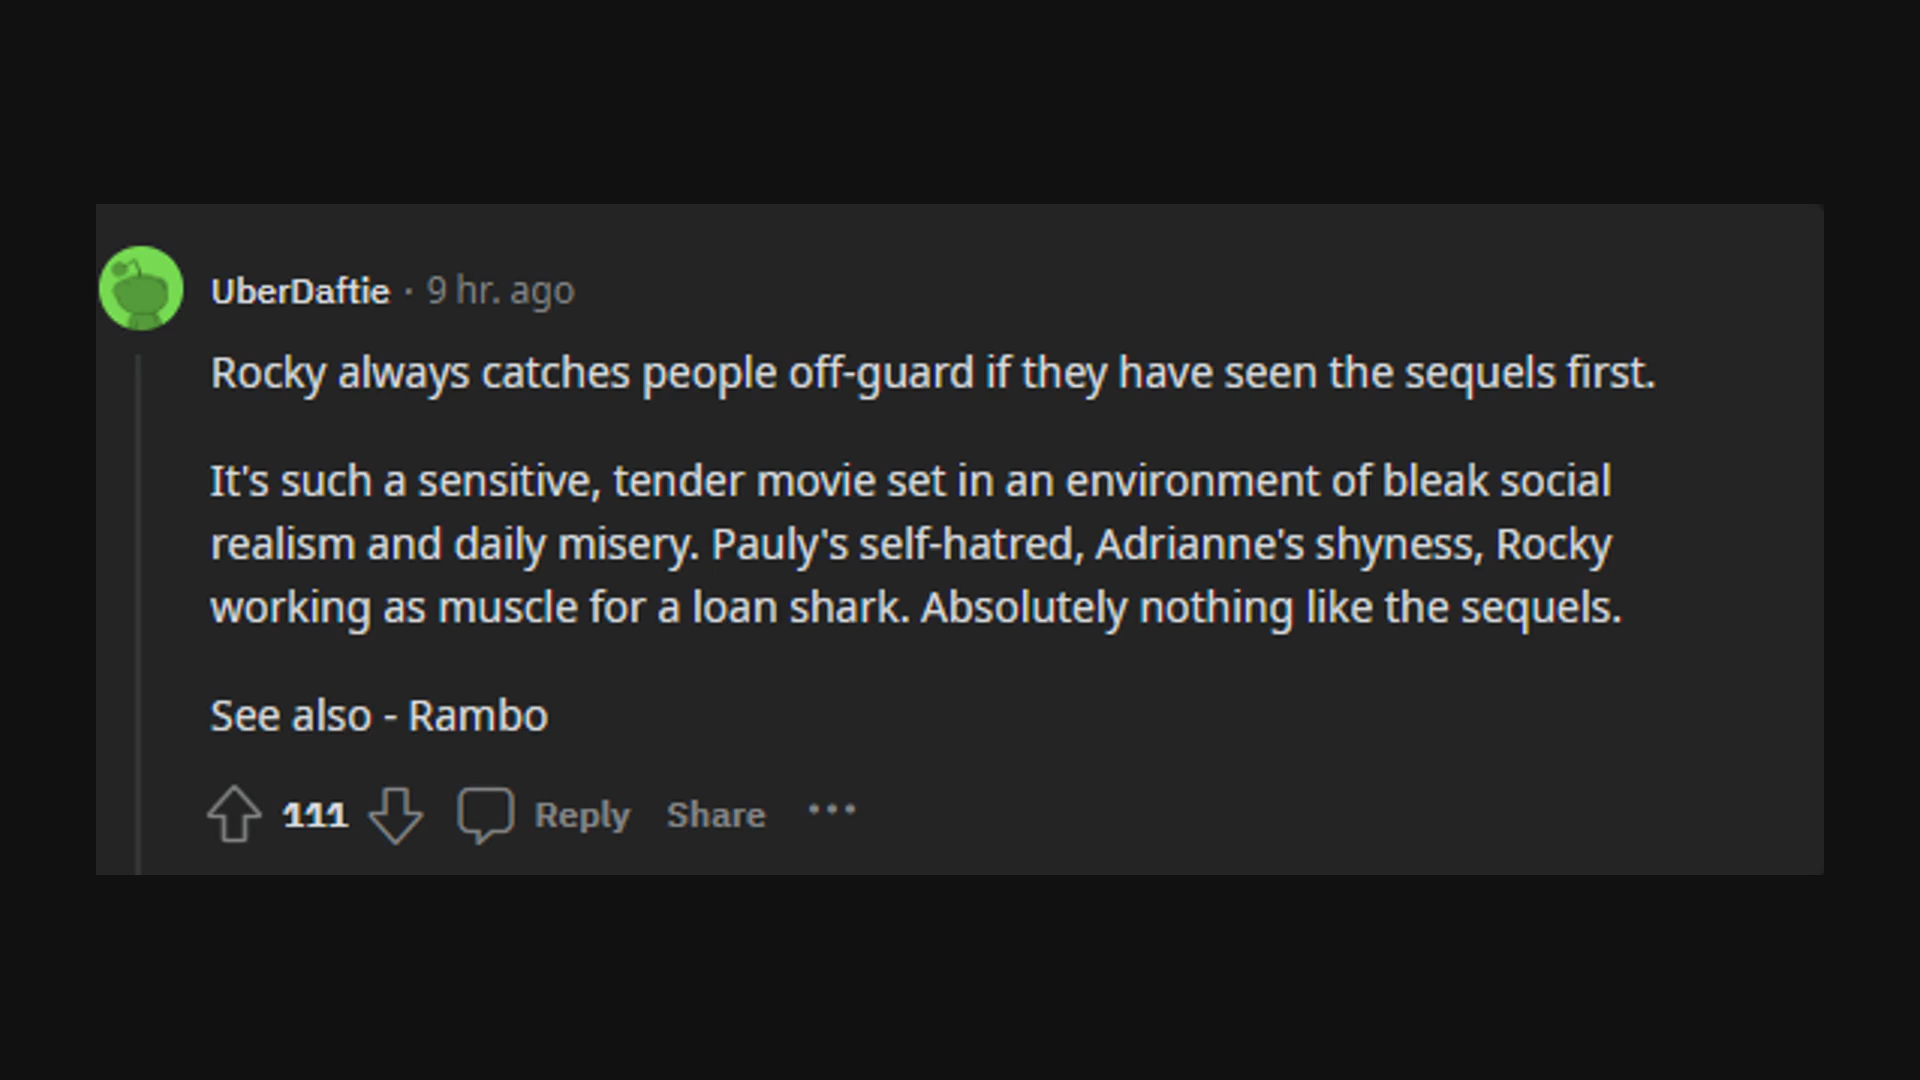 UberDaftie · 9 hr. ago
Rocky always catches people off-guard if they have seen the sequels first.
It's such a sensitive, tender movie set in an environment of bleak social
realism and daily misery. Pauly's self-hatred, Adrianne's shyness, Rocky
working as muscle for a loan shark. Absolutely nothing like the sequels.
See also - Rambo
111 Reply Share ···